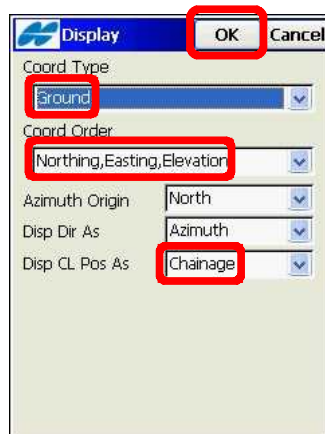 Display OK Cancel
Coord Type
Ground
Coord Order
Northing,Easting,Elevation
Azimuth Origin North
Disp Dir As Azimuth
Disp CL Pos As Chainage